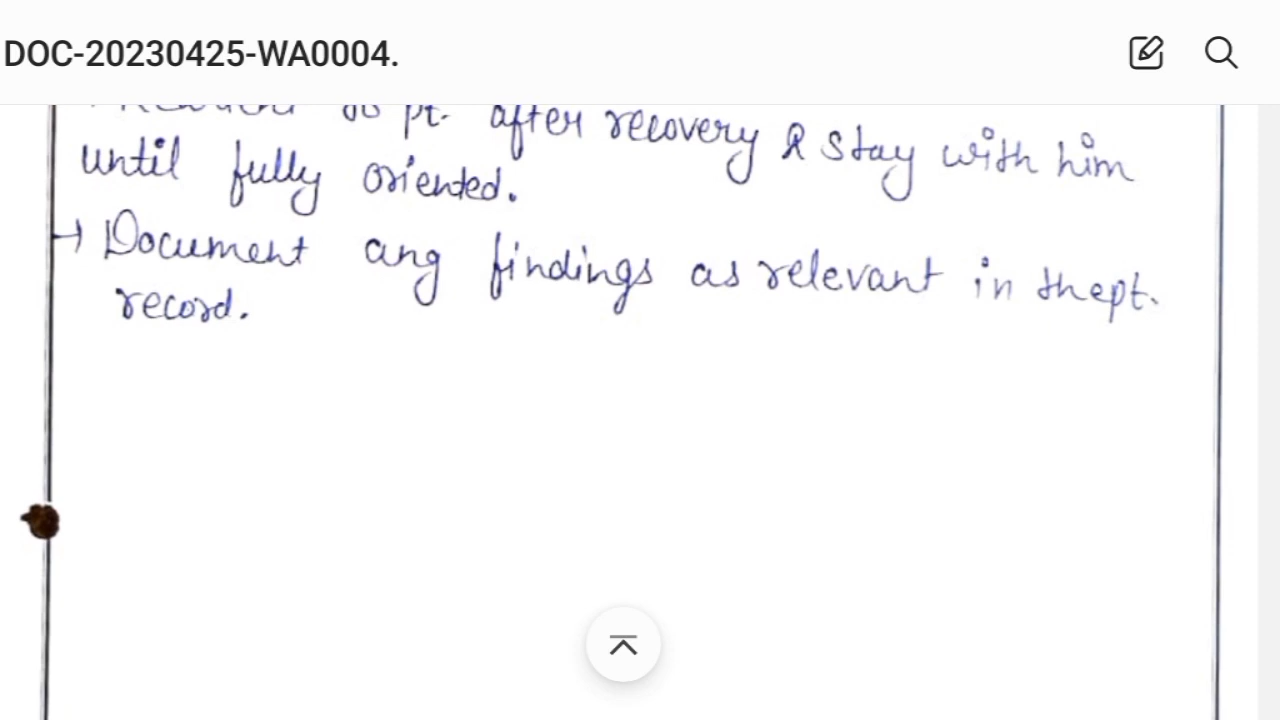 DOC-20230425-WA0004.
pt. after recovery & stay with him
until fully oriented.
→ Document any findings as relevant in the pt.
record.